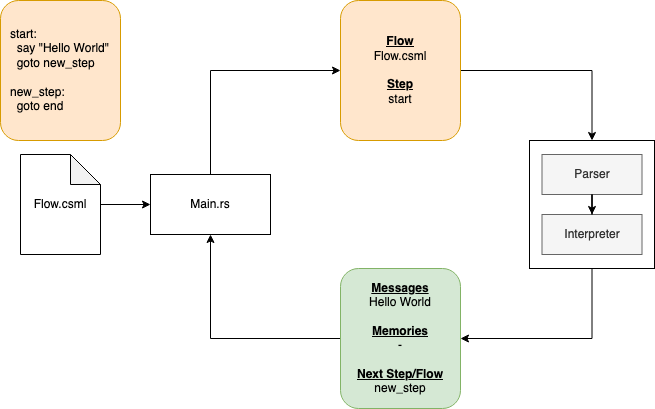 start:
say "Hello World"
goto new_step
new_step:
goto end
Flow.csml
Main.rs
Flow
Flow.csml
Step
start
Parser
Interpreter
Messages
Hello World
Memories
-
Next Step/Flow
new_step